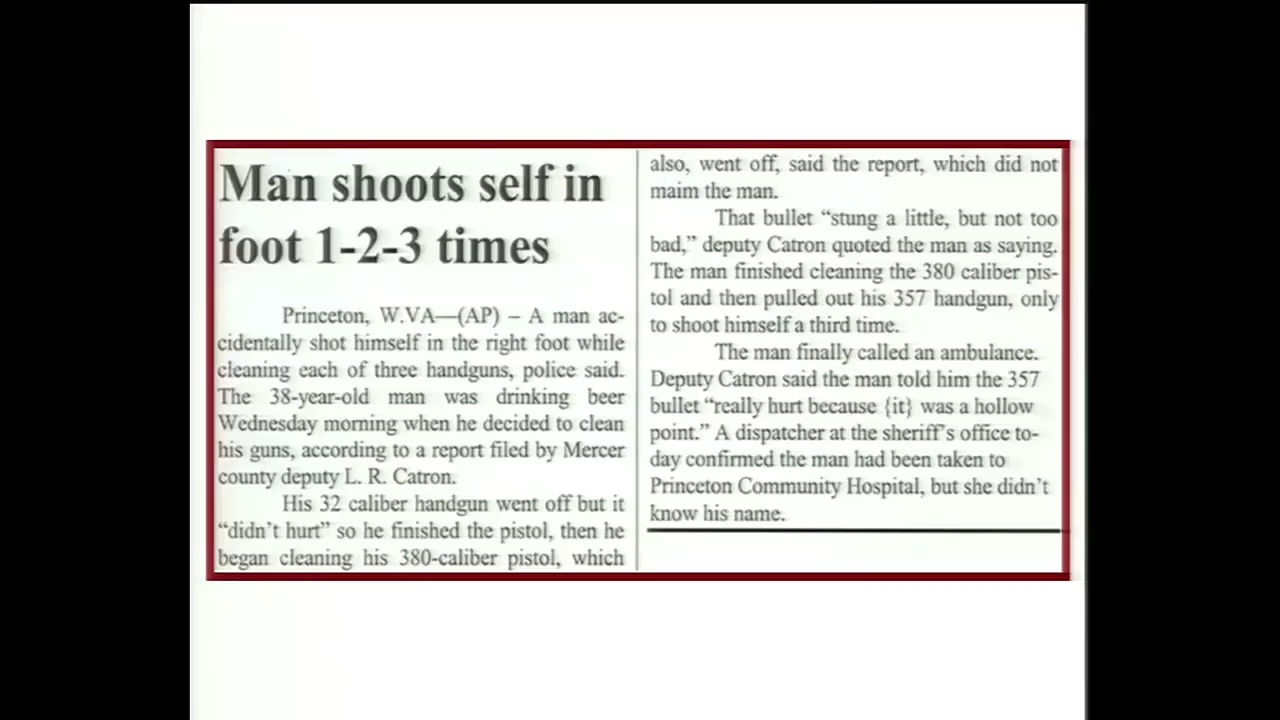 Man shoots self in
foot 1-2-3 times
Princeton, W.VA—(AP) – A man ac-
cidentally shot himself in the right foot while
cleaning each of three handguns, police said.
The 38-year-old man was drinking beer
Wednesday morning when he decided to clean
his guns, according to a report filed by Mercer
county deputy L. R. Catron.
His 32 caliber handgun went off but it
“didn’t hurt” so he finished the pistol, then he
began cleaning his 380-caliber pistol, which
also, went off, said the report, which did not
maim the man.
That bullet “stung a little, but not too
bad,” deputy Catron quoted the man as saying.
The man finished cleaning the 380 caliber pis-
tol and then pulled out his 357 handgun, only
to shoot himself a third time.
The man finally called an ambulance.
Deputy Catron said the man told him the 357
bullet “really hurt because {it} was a hollow
point.” A dispatcher at the sheriff’s office to-
day confirmed the man had been taken to
Princeton Community Hospital, but she didn’t
know his name.